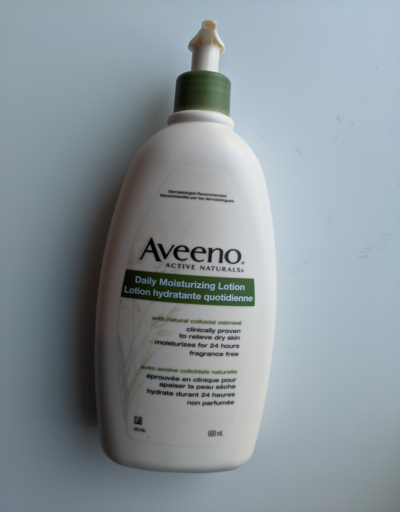 Dermatologist Recommended
Recommandée par les dermatologues
Aveeno®
ACTIVE NATURALS®
Daily Moisturizing Lotion
Lotion hydratante quotidienne
with natural colloidal oatmeal
clinically proven
to relieve dry skin
moisturizes for 24 hours
fragrance free
avec avoine colloïdale naturelle
éprouvée en clinique pour
apaiser la peau sèche
hydrate durant 24 heures
non parfumée
600 mL